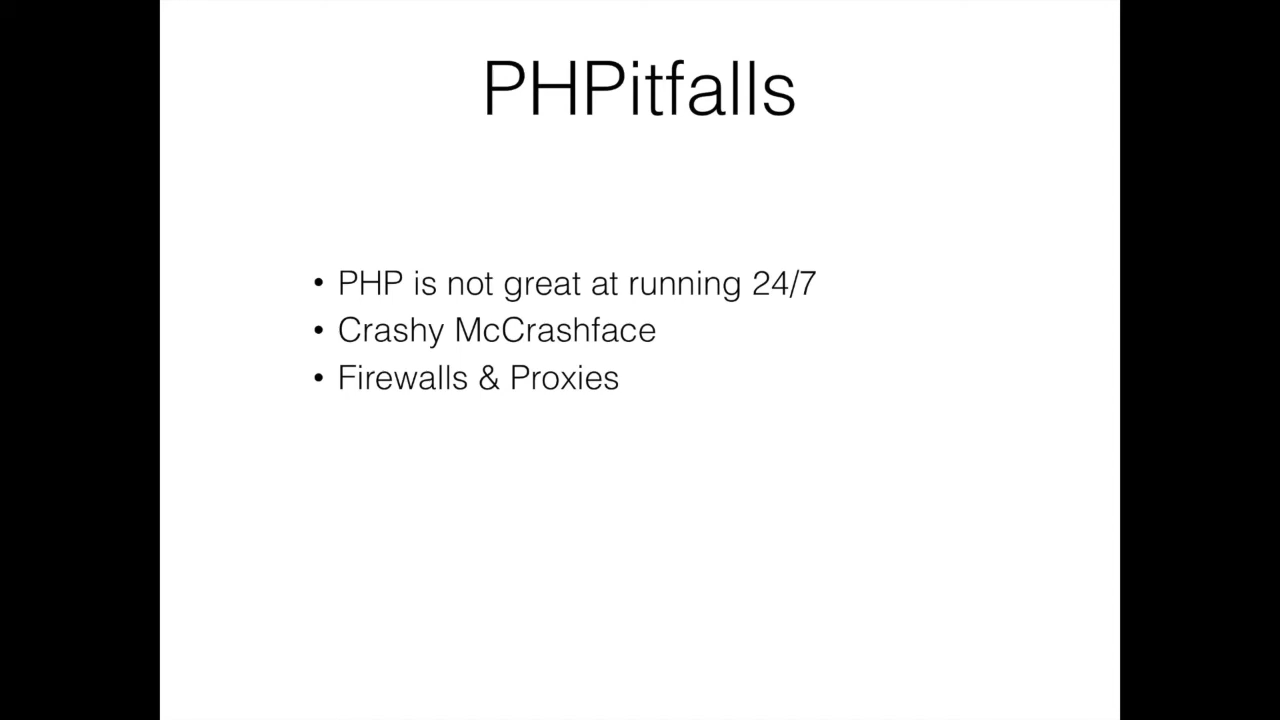 PHPitfalls
• PHP is not great at running 24/7
• Crashy McCrashface
• Firewalls & Proxies